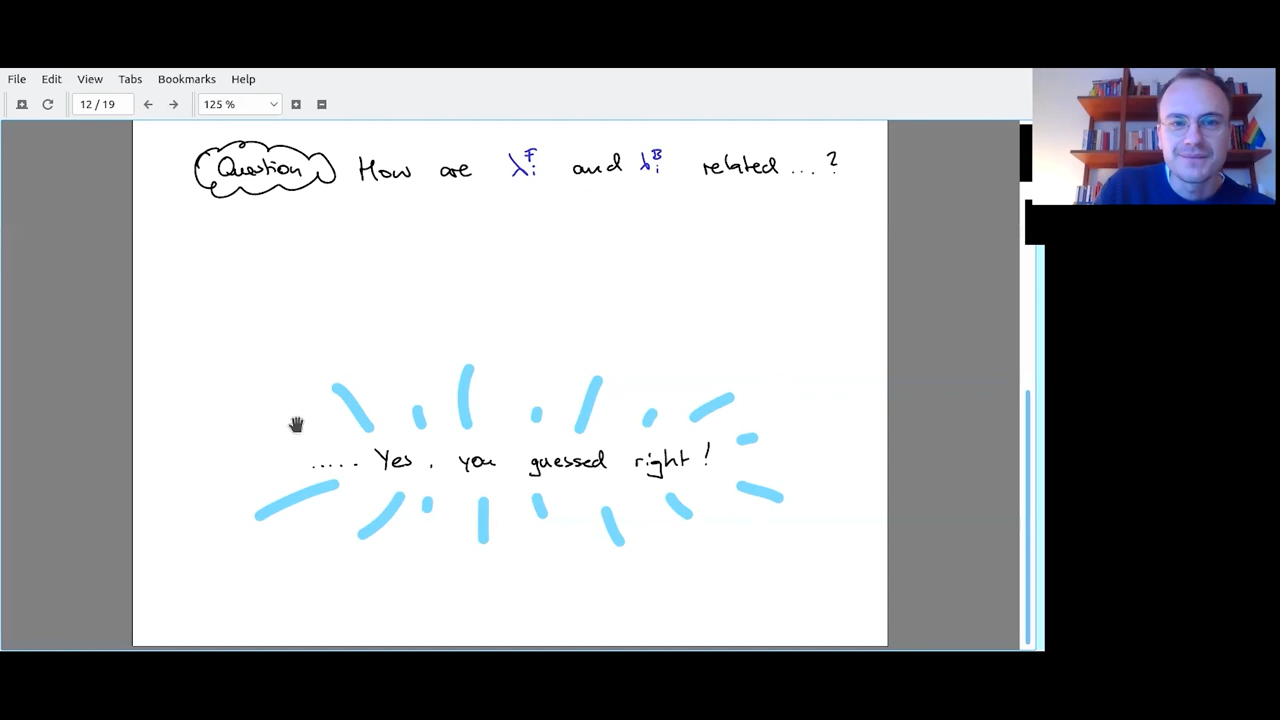 File Edit View Tabs Bookmarks Help
12 / 19 125 %
Question How are λᵢᶠ and λᵢᴮ related ... ?
..... Yes, you guessed right!